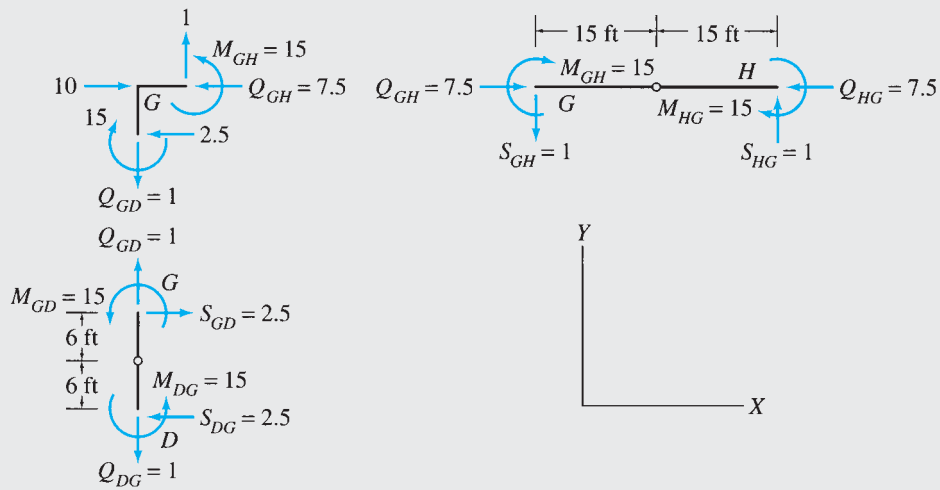 1
M_GH = 15
10
G
Q_GH = 7.5
15
2.5
Q_GD = 1
15 ft
15 ft
Q_GH = 7.5
M_GH = 15
H
Q_HG = 7.5
G
M_HG = 15
S_GH = 1
S_HG = 1
Q_GD = 1
G
M_GD = 15
S_GD = 2.5
6 ft
6 ft
M_DG = 15
S_DG = 2.5
D
Q_DG = 1
Y
X